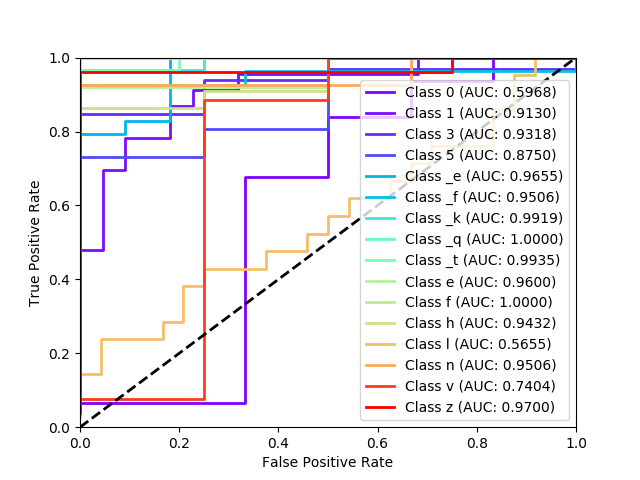 1.0
0.8
0.6
0.4
0.2
0.0
True Positive Rate
0.0 0.2 0.4 0.6 0.8 1.0
False Positive Rate
Class 0 (AUC: 0.5968)
Class 1 (AUC: 0.9130)
Class 3 (AUC: 0.9318)
Class 5 (AUC: 0.8750)
Class _e (AUC: 0.9655)
Class _f (AUC: 0.9506)
Class _k (AUC: 0.9919)
Class _q (AUC: 1.0000)
Class _t (AUC: 0.9935)
Class e (AUC: 0.9600)
Class f (AUC: 1.0000)
Class h (AUC: 0.9432)
Class l (AUC: 0.5655)
Class n (AUC: 0.9506)
Class v (AUC: 0.7404)
Class z (AUC: 0.9700)